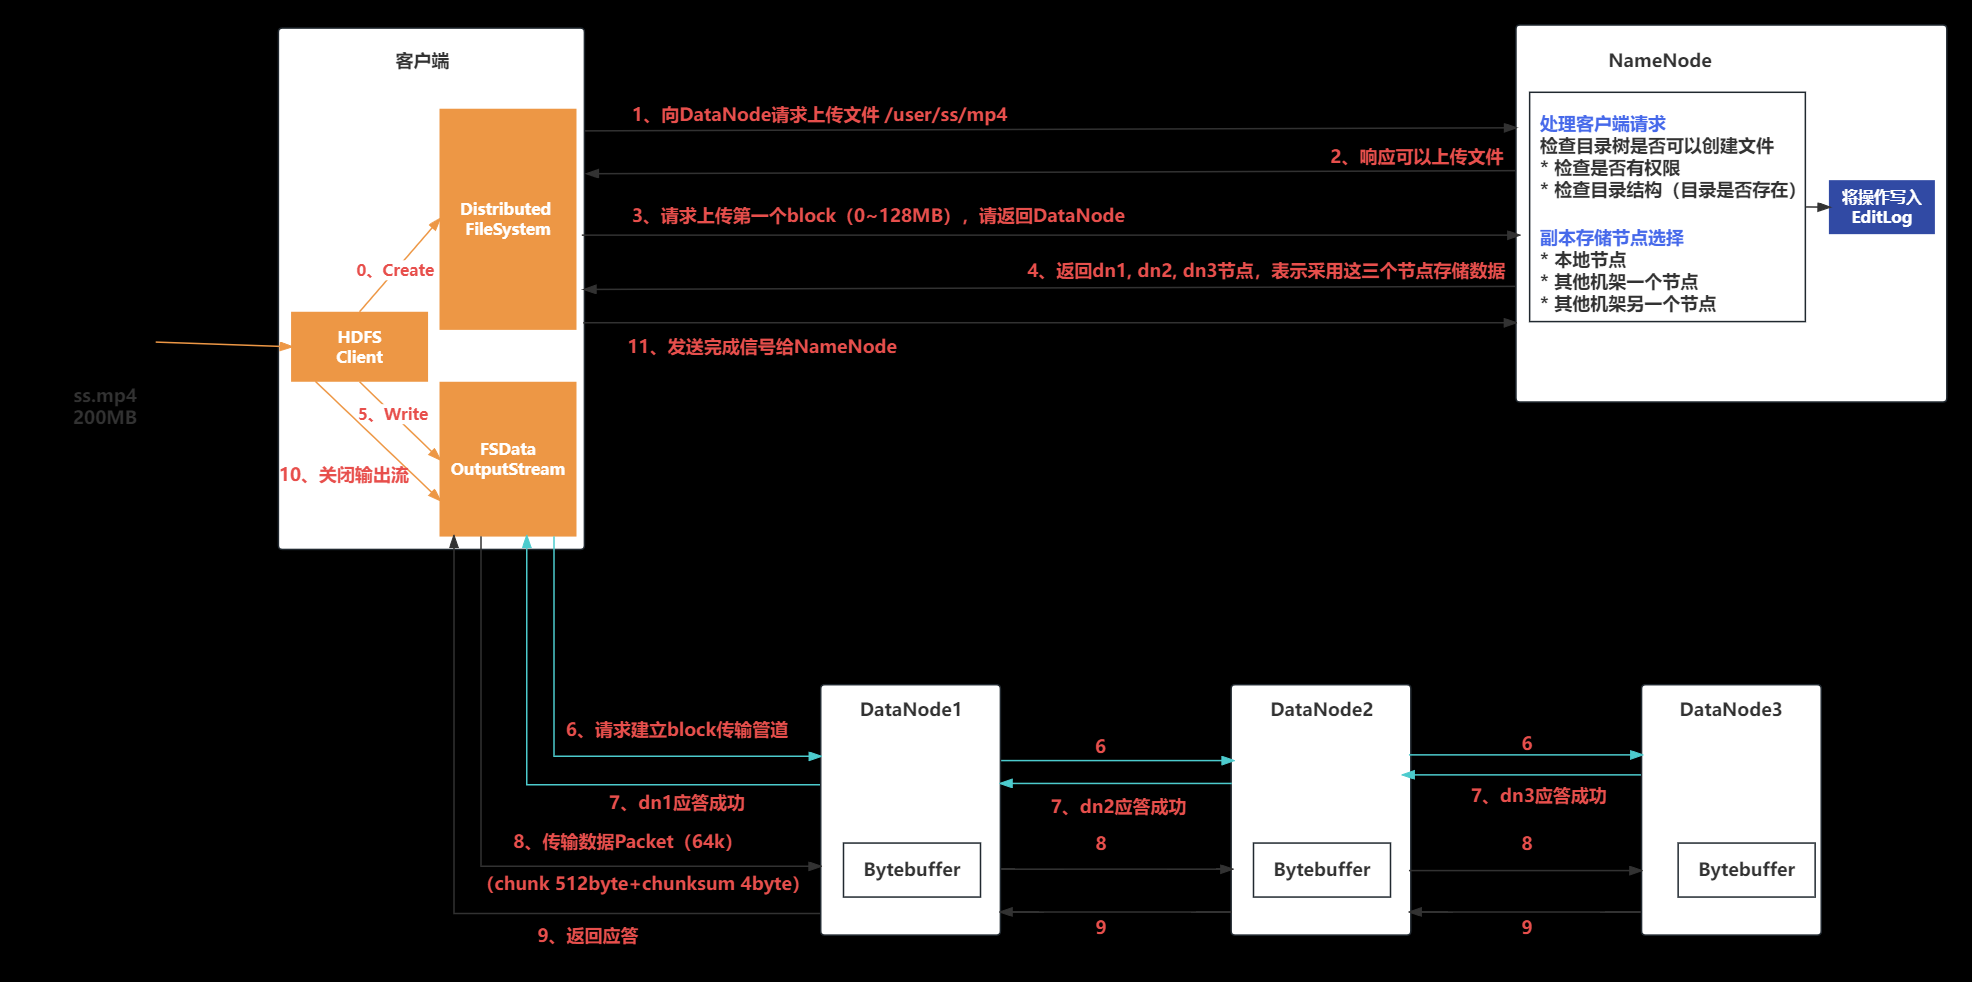 客户端
Distributed
FileSystem
0、Create
HDFS
Client
5、Write
10、关闭输出流
FSData
OutputStream
ss.mp4
200MB
1、向DataNode请求上传文件 /user/ss/mp4
2、响应可以上传文件
3、请求上传第一个block（0~128MB），请返回DataNode
4、返回dn1, dn2, dn3节点，表示采用这三个节点存储数据
11、发送完成信号给NameNode
NameNode
处理客户端请求
检查目录树是否可以创建文件
* 检查是否有权限
* 检查目录结构（目录是否存在）
副本存储节点选择
* 本地节点
* 其他机架一个节点
* 其他机架另一个节点
将操作写入
EditLog
6、请求建立block传输管道
7、dn1应答成功
8、传输数据Packet（64k）
（chunk 512byte+chunksum 4byte）
9、返回应答
DataNode1
Bytebuffer
6
7、dn2应答成功
8
9
DataNode2
Bytebuffer
6
7、dn3应答成功
8
9
DataNode3
Bytebuffer